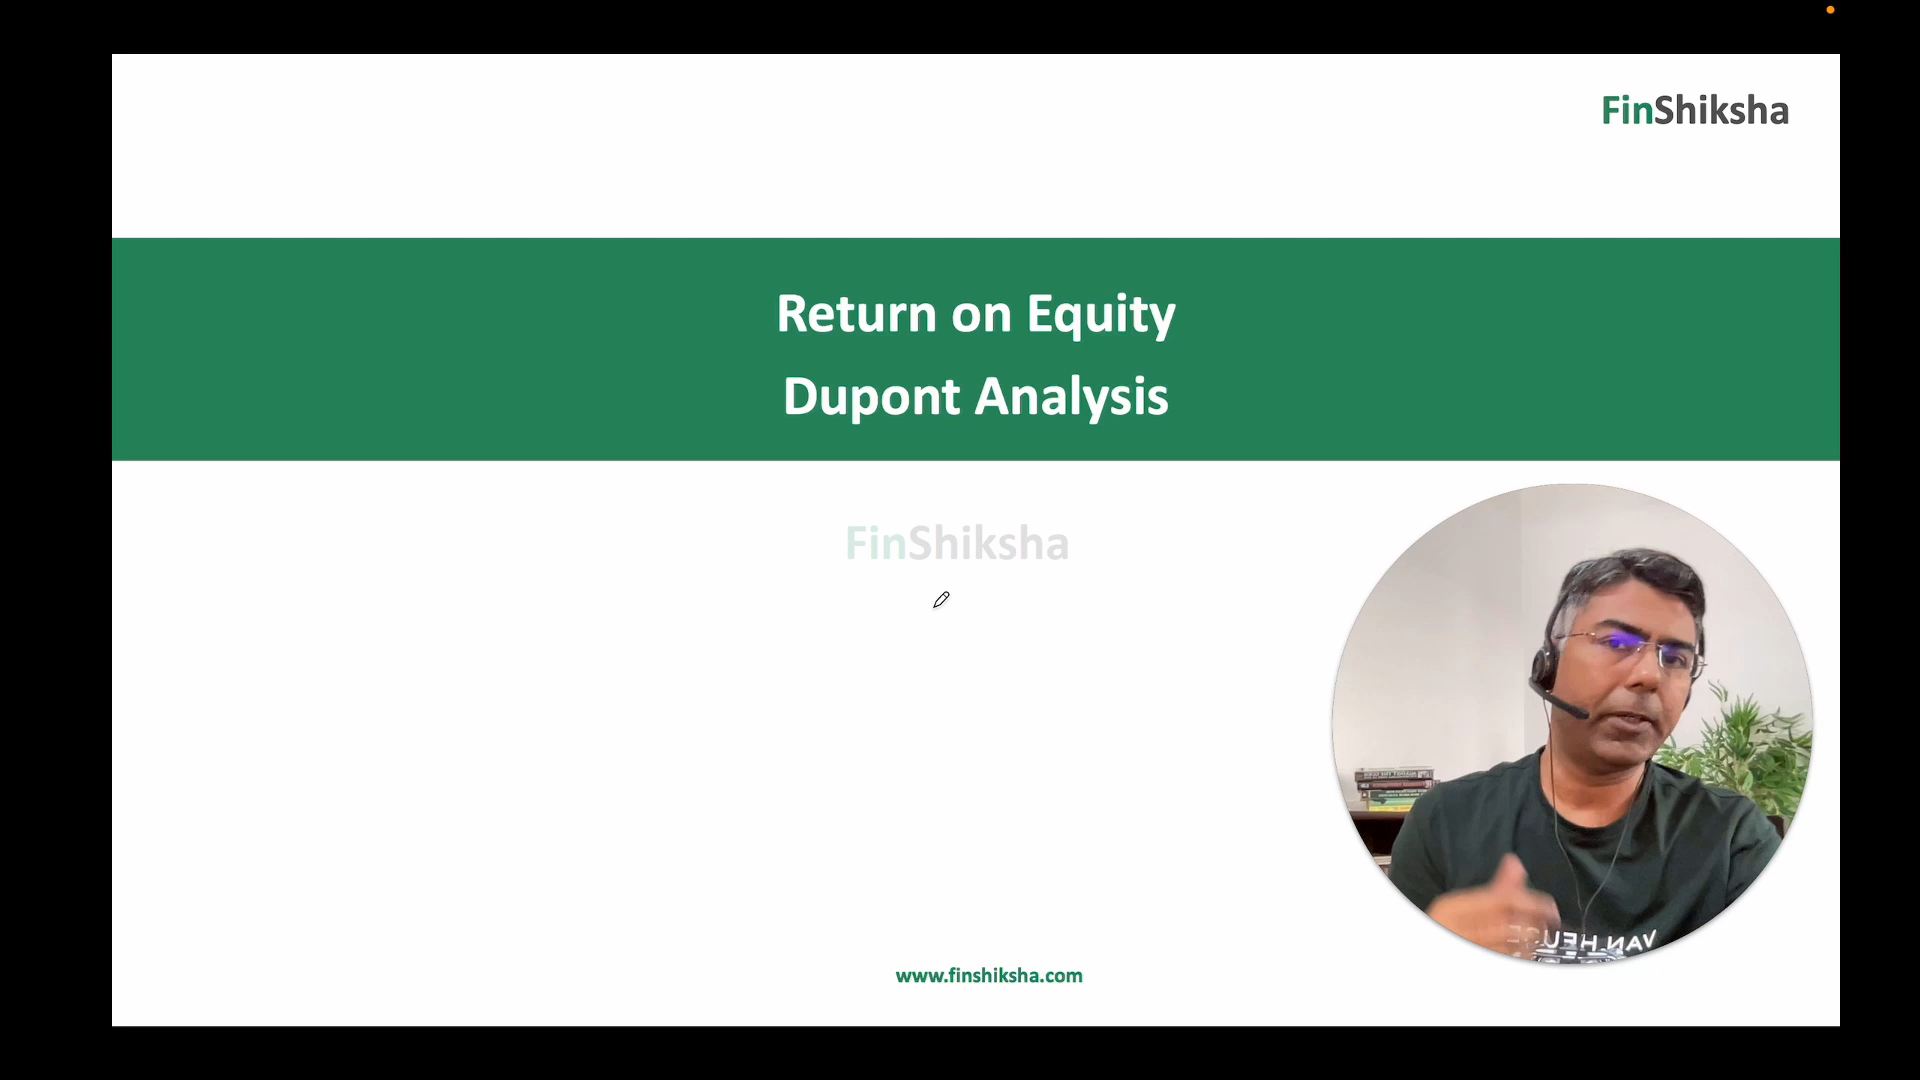 FinShiksha
Return on Equity
Dupont Analysis
FinShiksha
www.finshiksha.com